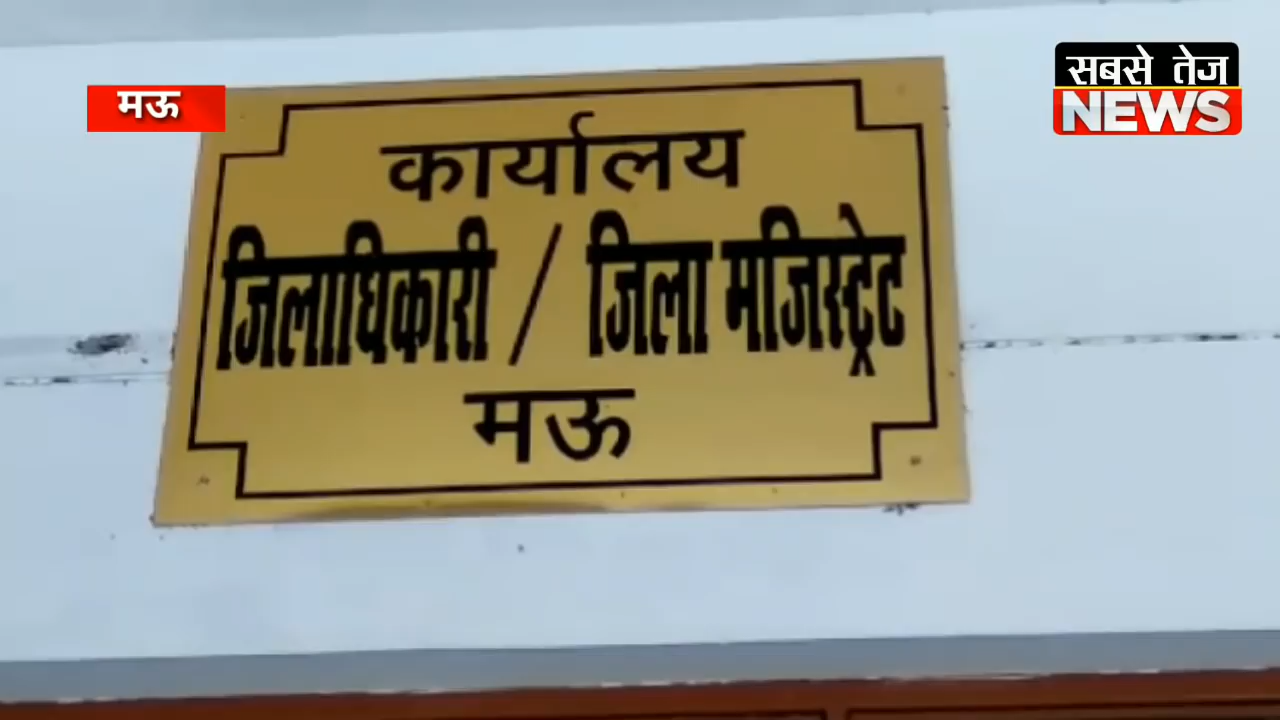 मऊ
सबसे तेज
NEWS
कार्यालय
जिलाधिकारी / जिला मजिस्ट्रेट
मऊ